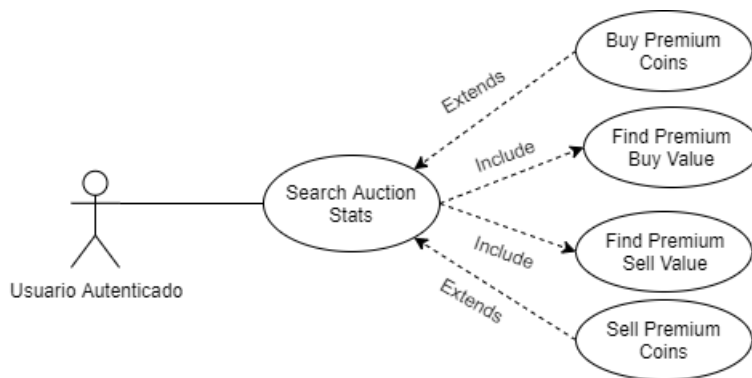 Buy Premium
Coins
Extends
Include
Find Premium
Buy Value
Search Auction
Stats
Usuario Autenticado
Include
Find Premium
Sell Value
Extends
Sell Premium
Coins